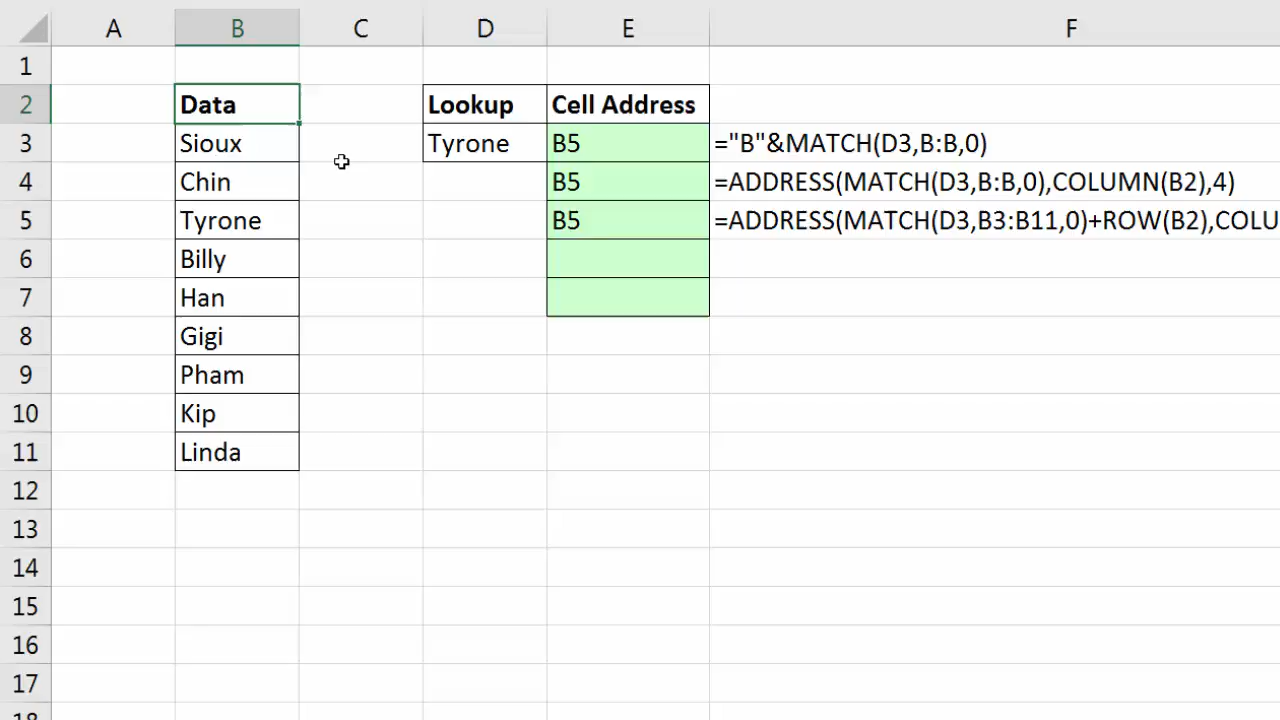 A B C D E F
1
2 Data Lookup Cell Address
3 Sioux Tyrone B5 ="B"&MATCH(D3,B:B,0)
4 Chin B5 =ADDRESS(MATCH(D3,B:B,0),COLUMN(B2),4)
5 Tyrone B5 =ADDRESS(MATCH(D3,B3:B11,0)+ROW(B2),COLU
6 Billy
7 Han
8 Gigi
9 Pham
10 Kip
11 Linda
12
13
14
15
16
17
18